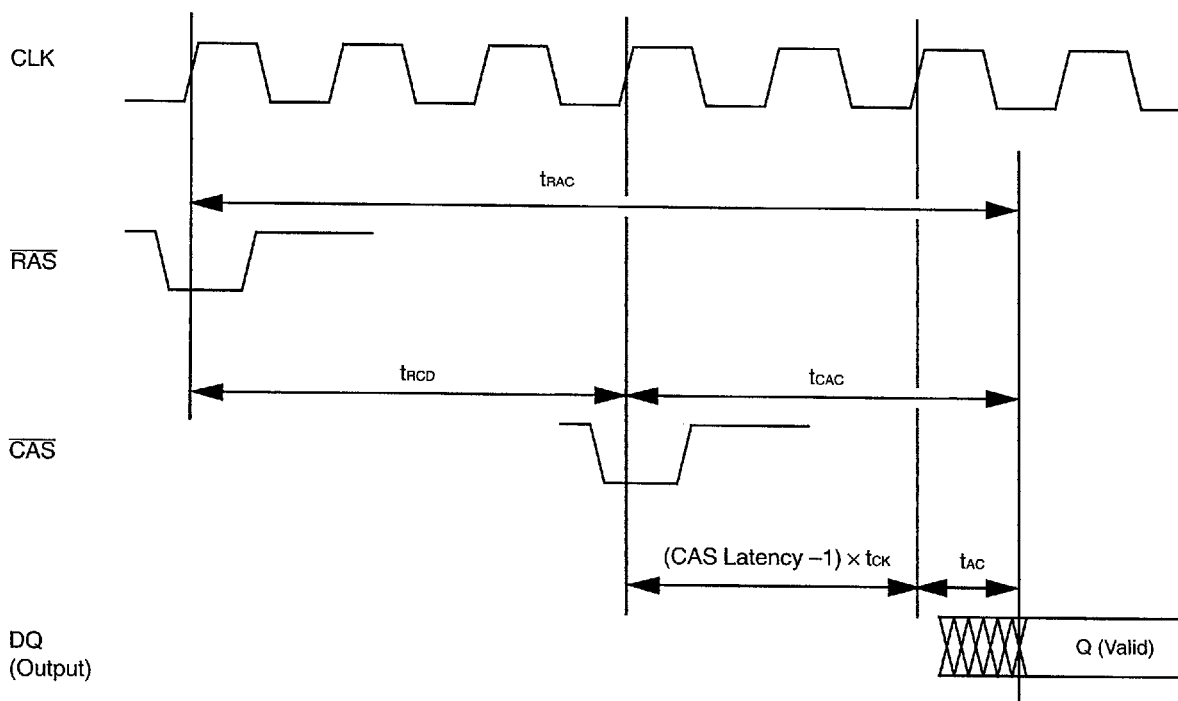 CLK
tRAC
RAS
tRCD
tCAC
CAS
(CAS Latency –1) × tCK
tAC
DQ
(Output)
Q (Valid)